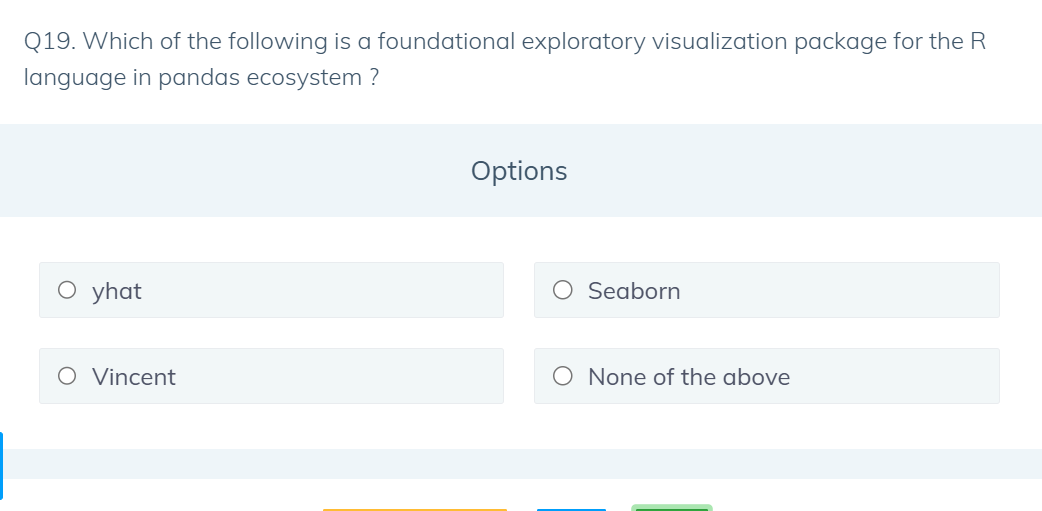 Q19. Which of the following is a foundational exploratory visualization package for the R
language in pandas ecosystem ?
Options
yhat
Seaborn
Vincent
None of the above